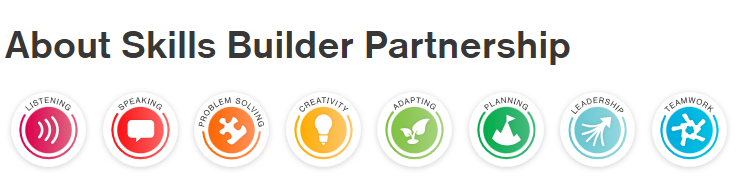 About Skills Builder Partnership
LISTENING
SPEAKING
PROBLEM SOLVING
CREATIVITY
ADAPTING
PLANNING
LEADERSHIP
TEAMWORK